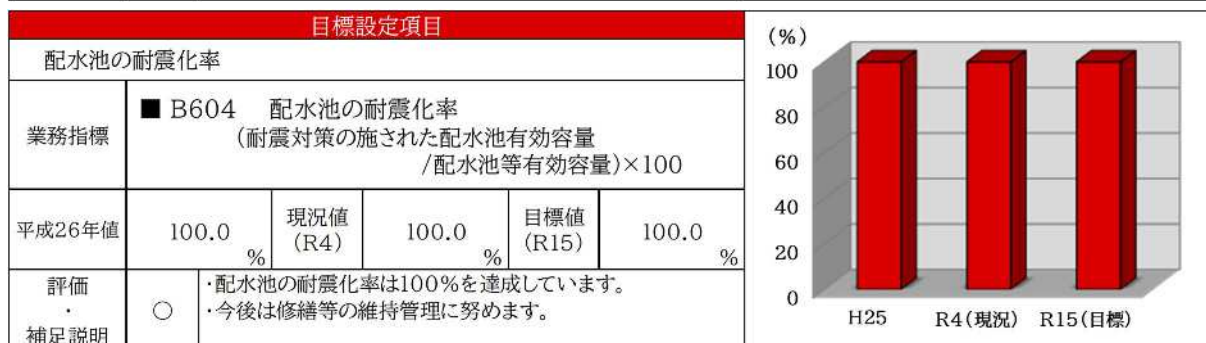 目標設定項目
配水池の耐震化率
業務指標
■ B604　配水池の耐震化率
(耐震対策の施された配水池有効容量
/配水池等有効容量)×100
平成26年値
100.0
%
現況値
(R4)
100.0
%
目標値
(R15)
100.0
%
評価
・
補足説明
○
・配水池の耐震化率は100％を達成しています。
・今後は修繕等の維持管理に努めます。
(%)
100
80
60
40
20
0
H25
R4(現況)
R15(目標)